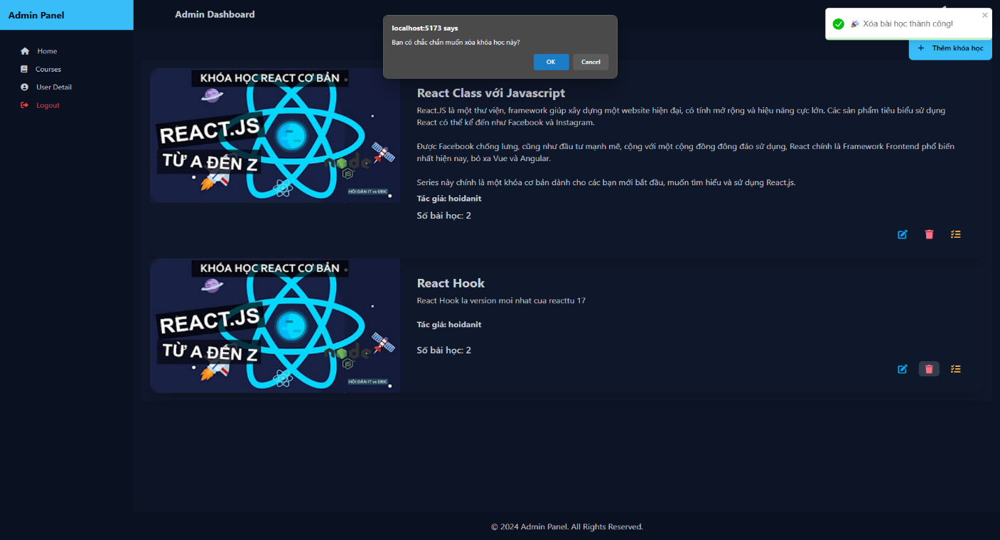 Admin Panel
Admin Dashboard
localhost:5173 says
Bạn có chắc chắn muốn xóa khóa học này?
OK
Cancel
🎉 Xóa bài học thành công!
+ Thêm khóa học
Home
Courses
User Detail
Logout
KHÓA HỌC REACT CƠ BẢN
REACT.JS
TỪ A ĐẾN Z
node
JS
HỎI DÂN IT vs ERIC
React Class với Javascript
ReactJS là một thư viện, framework giúp xây dựng một website hiện đại, có tính mở rộng và hiệu năng cực lớn. Các sản phẩm tiêu biểu sử dụng
React có thể kể đến như Facebook và Instagram.
Được Facebook chống lưng, cũng như đầu tư mạnh mẽ, cộng với một cộng đồng đông đảo sử dụng, React chính là Framework Frontend phổ biến
nhất hiện nay, bỏ xa Vue và Angular.
Series này chính là một khóa cơ bản dành cho các bạn mới bắt đầu, muốn tìm hiểu và sử dụng React.js.
Tác giả: hoidanit
Số bài học: 2
KHÓA HỌC REACT CƠ BẢN
REACT.JS
TỪ A ĐẾN Z
node
JS
HỎI DÂN IT vs ERIC
React Hook
React Hook la version moi nhat cua reacttu 17
Tác giả: hoidanit
Số bài học: 2
© 2024 Admin Panel. All Rights Reserved.